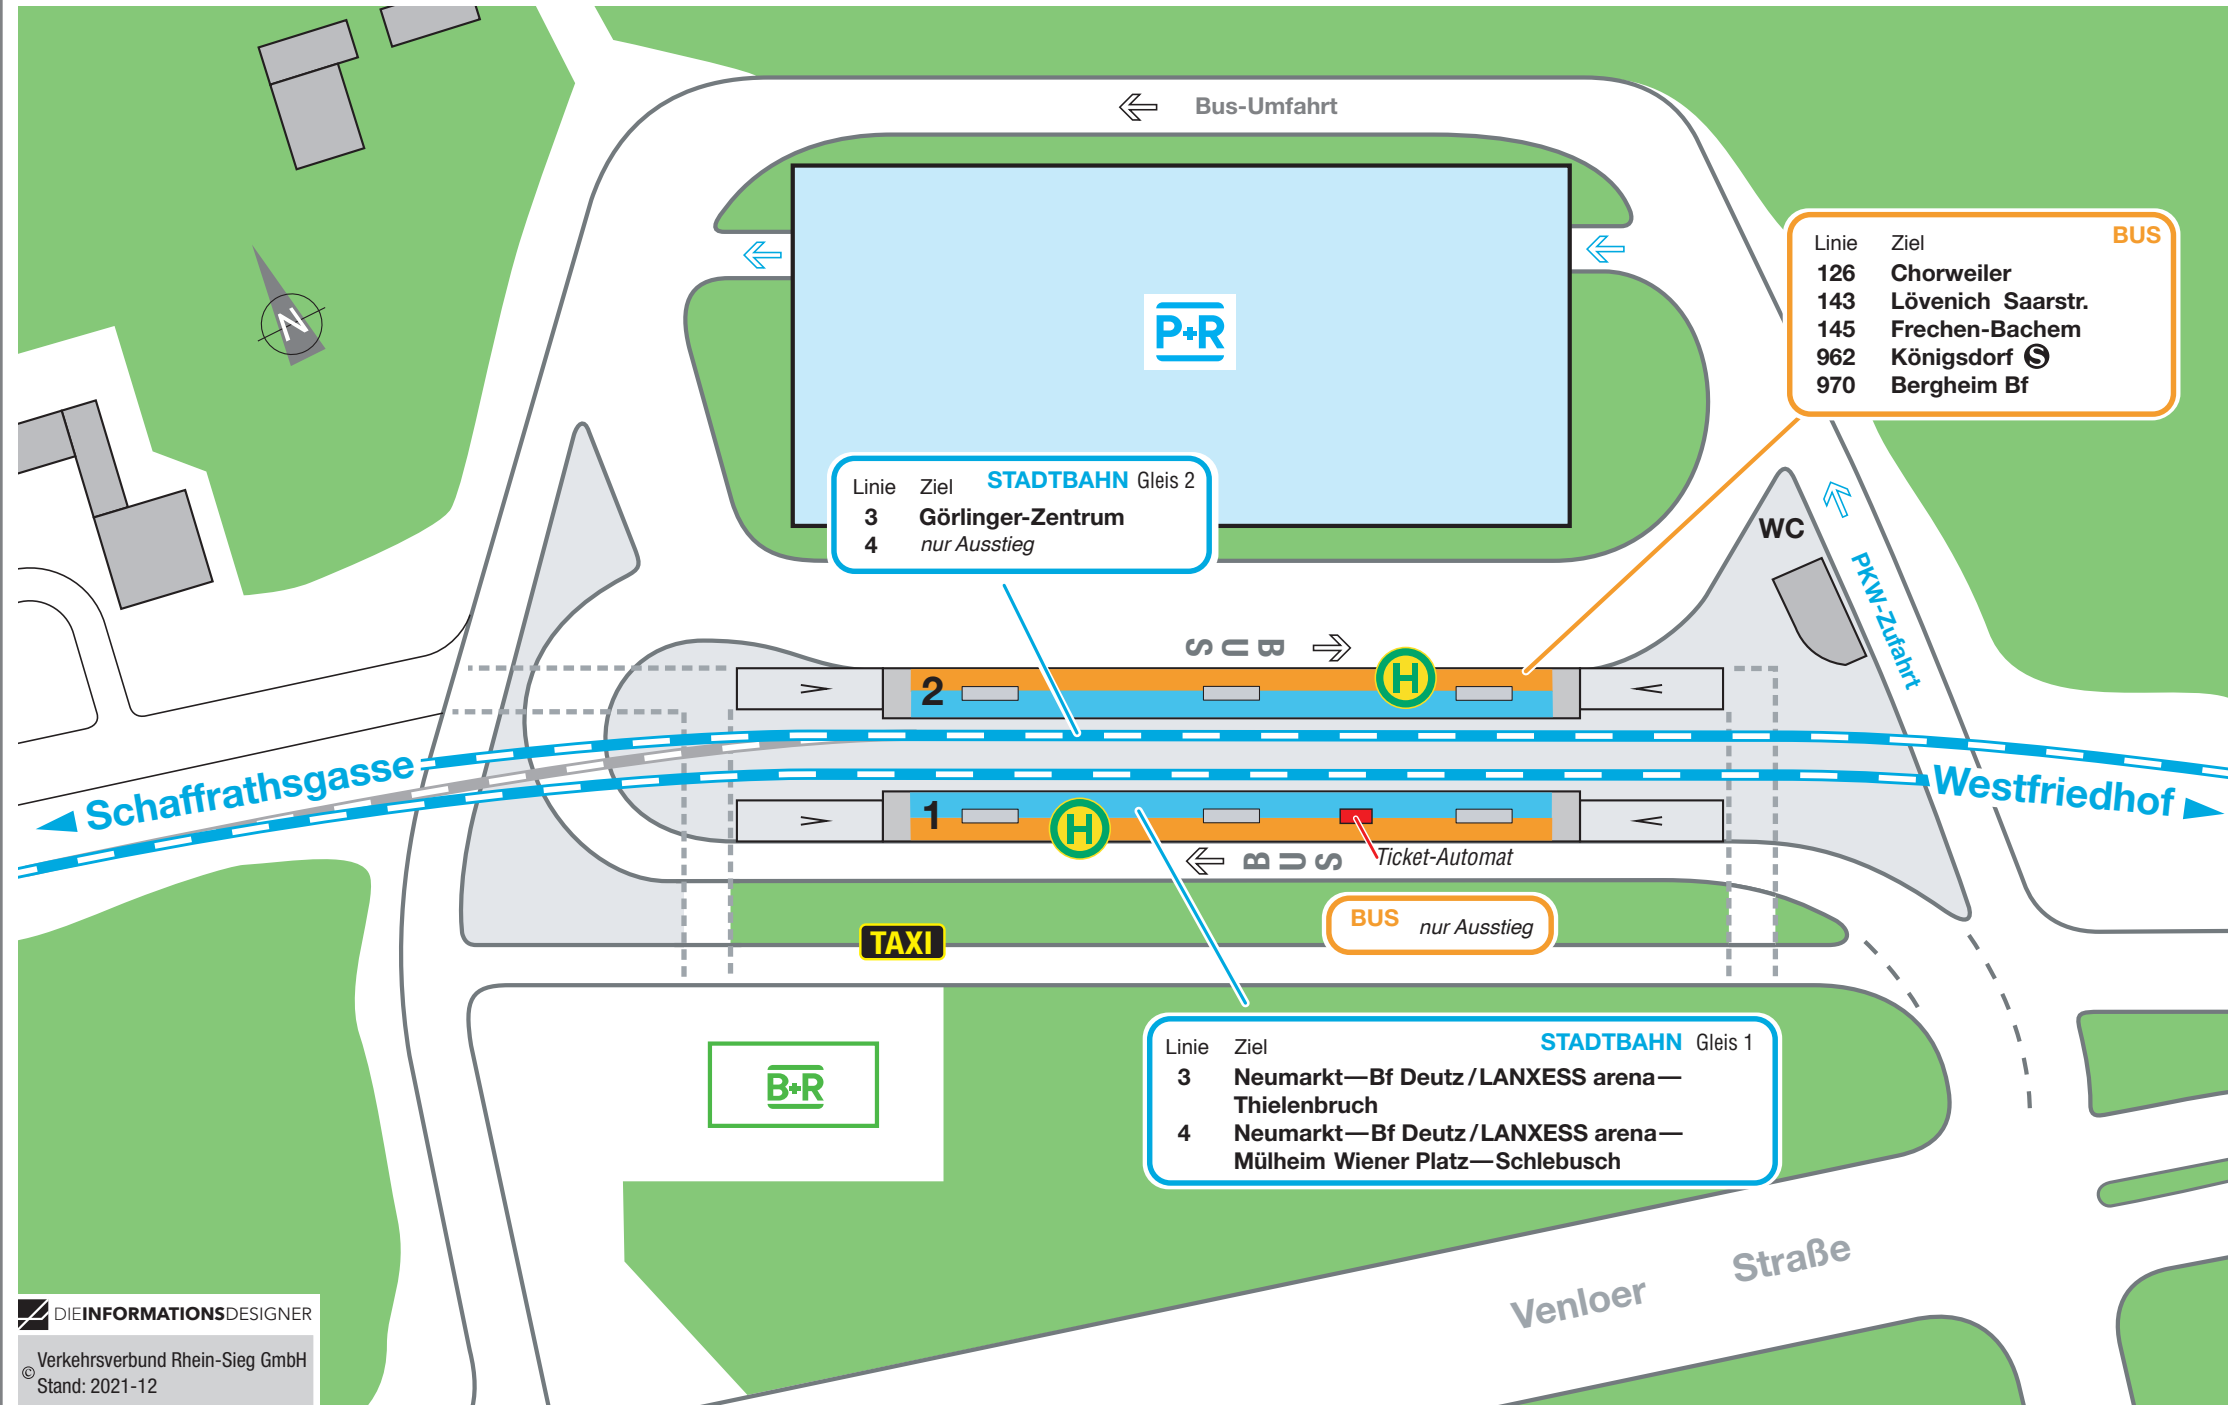 Bus-Umfahrt
N
P+R
Linie Ziel BUS
126 Chorweiler
143 Lövenich Saarstr.
145 Frechen-Bachem
962 Königsdorf S
970 Bergheim Bf
Linie Ziel STADTBAHN Gleis 2
3 Görlinger-Zentrum
4 nur Ausstieg
WC
PKW-Zufahrt
BUS
H
2
Schaffrathsgasse
Westfriedhof
1
H
BUS
Ticket-Automat
BUS nur Ausstieg
TAXI
B+R
Linie Ziel STADTBAHN Gleis 1
3 Neumarkt—Bf Deutz/LANXESS arena—
Thielenbruch
4 Neumarkt—Bf Deutz/LANXESS arena—
Mülheim Wiener Platz—Schlebusch
Venloer Straße
DIEINFORMATIONSDESIGNER
© Verkehrsverbund Rhein-Sieg GmbH
Stand: 2021-12